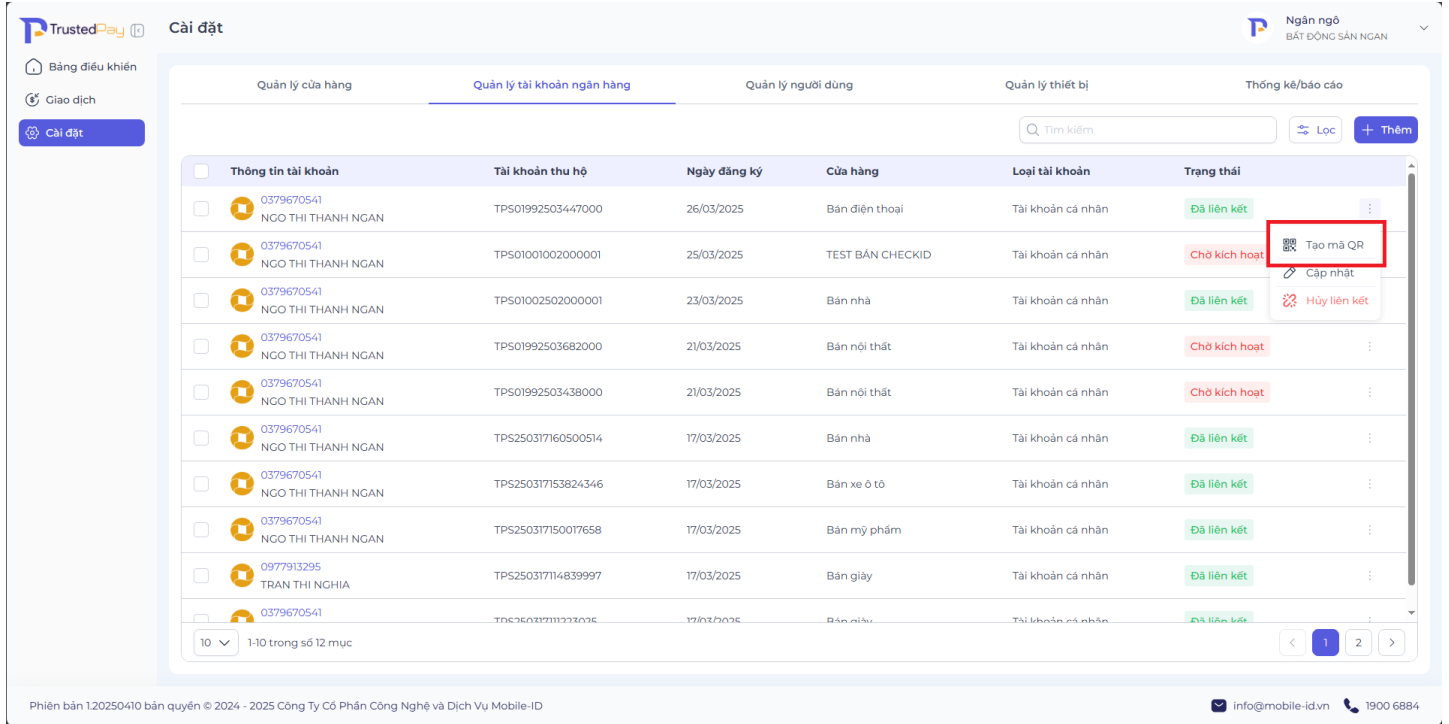 TrustedPay
Cài đặt
Ngân ngô
BẤT ĐỘNG SẢN NGAN
Bảng điều khiển
Giao dịch
Cài đặt
Quản lý cửa hàng Quản lý tài khoản ngân hàng Quản lý người dùng Quản lý thiết bị Thống kê/báo cáo
Tìm kiếm Lọc + Thêm
Thông tin tài khoản Tài khoản thu hộ Ngày đăng ký Cửa hàng Loại tài khoản Trạng thái
0379670541
NGO THI THANH NGAN TPS01992503447000 26/03/2025 Bán điện thoại Tài khoản cá nhân Đã liên kết
0379670541
NGO THI THANH NGAN TPS01001002000001 25/03/2025 TEST BÁN CHECKID Tài khoản cá nhân Chờ kích hoạt
Tạo mã QR
Cập nhật
Hủy liên kết
0379670541
NGO THI THANH NGAN TPS01002502000001 23/03/2025 Bán nhà Tài khoản cá nhân Đã liên kết
0379670541
NGO THI THANH NGAN TPS01992503682000 21/03/2025 Bán nội thất Tài khoản cá nhân Chờ kích hoạt
0379670541
NGO THI THANH NGAN TPS01992503438000 21/03/2025 Bán nội thất Tài khoản cá nhân Chờ kích hoạt
0379670541
NGO THI THANH NGAN TPS250317160500514 17/03/2025 Bán nhà Tài khoản cá nhân Đã liên kết
0379670541
NGO THI THANH NGAN TPS250317153824346 17/03/2025 Bán xe ô tô Tài khoản cá nhân Đã liên kết
0379670541
NGO THI THANH NGAN TPS250317150017658 17/03/2025 Bán mỹ phẩm Tài khoản cá nhân Đã liên kết
0977913295
TRAN THI NGHIA TPS250317114839997 17/03/2025 Bán giày Tài khoản cá nhân Đã liên kết
0379670541
TPS250317111223025 17/03/2025 Bán giày Tài khoản cá nhân Đã liên kết
10 1-10 trong số 12 mục < 1 2 >
Phiên bản 1.20250410 bản quyền © 2024 - 2025 Công Ty Cổ Phần Công Nghệ và Dịch Vụ Mobile-ID info@mobile-id.vn 1900 6884